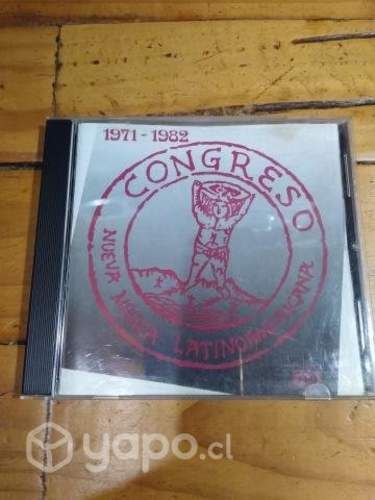 1971 - 1982
CONGRESO
NUEVA MUSICA LATINOAMERICANA
yapo.cl